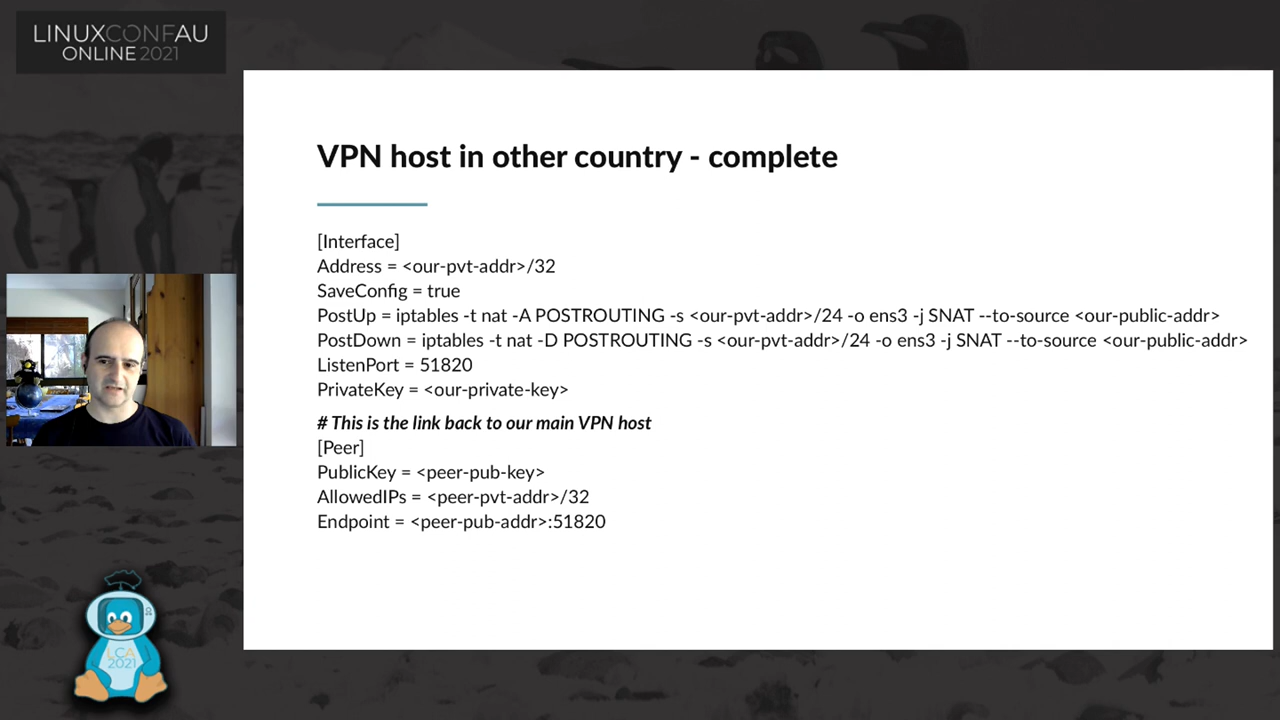 LINUXCONFAU
ONLINE2021
VPN host in other country - complete
[Interface]
Address = <our-pvt-addr>/32
SaveConfig = true
PostUp = iptables -t nat -A POSTROUTING -s <our-pvt-addr>/24 -o ens3 -j SNAT --to-source <our-public-addr>
PostDown = iptables -t nat -D POSTROUTING -s <our-pvt-addr>/24 -o ens3 -j SNAT --to-source <our-public-addr>
ListenPort = 51820
PrivateKey = <our-private-key>
# This is the link back to our main VPN host
[Peer]
PublicKey = <peer-pub-key>
AllowedIPs = <peer-pvt-addr>/32
Endpoint = <peer-pub-addr>:51820
LCA
2021